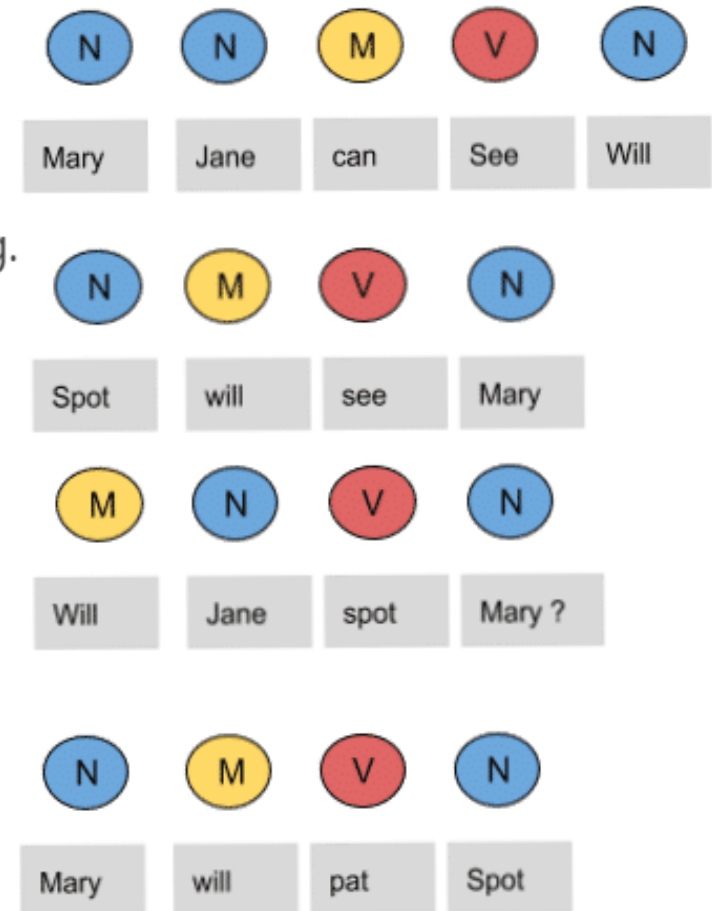 N N M V N
Mary Jane can See Will
g.
N M V N
Spot will see Mary
M N V N
Will Jane spot Mary ?
N M V N
Mary will pat Spot